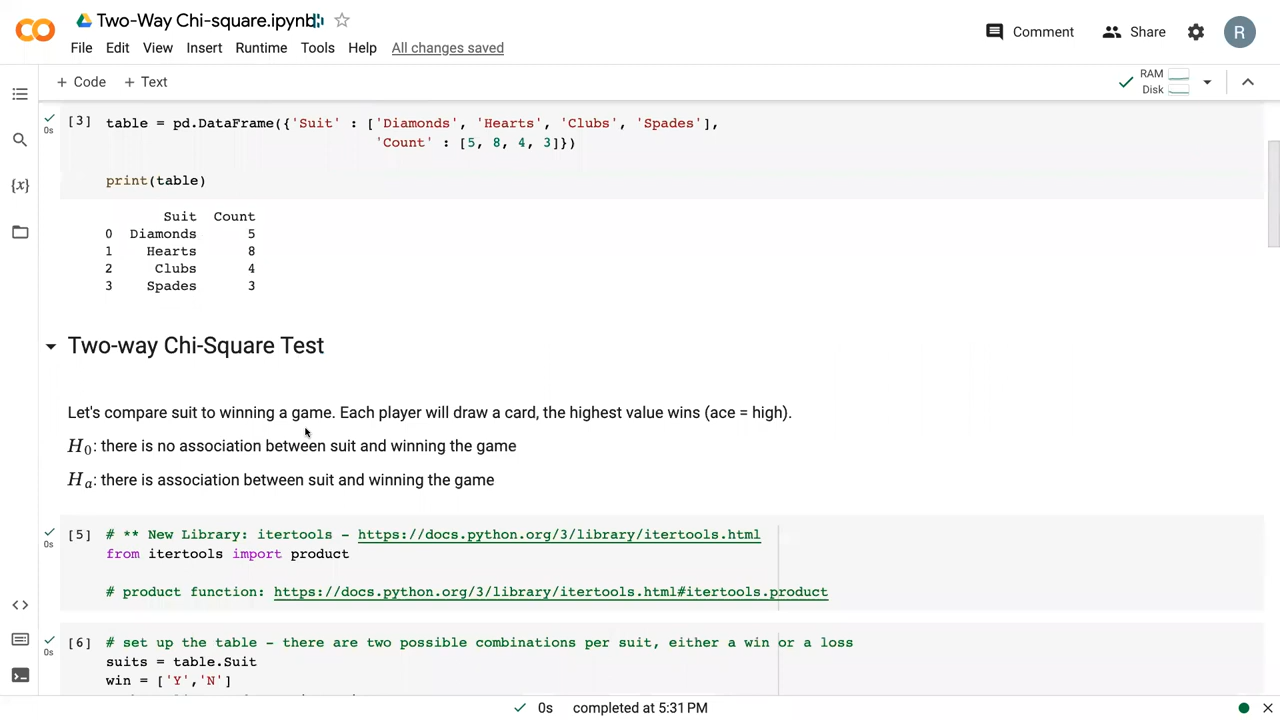 Two-Way Chi-square.ipynb
File Edit View Insert Runtime Tools Help All changes saved
Comment Share R
+ Code + Text
RAM
Disk
[3] table = pd.DataFrame({'Suit' : ['Diamonds', 'Hearts', 'Clubs', 'Spades'],
'Count' : [5, 8, 4, 3]})
0s
print(table)
Suit Count
0 Diamonds 5
1 Hearts 8
2 Clubs 4
3 Spades 3
Two-way Chi-Square Test
Let's compare suit to winning a game. Each player will draw a card, the highest value wins (ace = high).
H0: there is no association between suit and winning the game
Ha: there is association between suit and winning the game
[5] # ** New Library: itertools - https://docs.python.org/3/library/itertools.html
0s from itertools import product
# product function: https://docs.python.org/3/library/itertools.html#itertools.product
[6] # set up the table - there are two possible combinations per suit, either a win or a loss
0s suits = table.Suit
win = ['Y','N']
0s completed at 5:31 PM